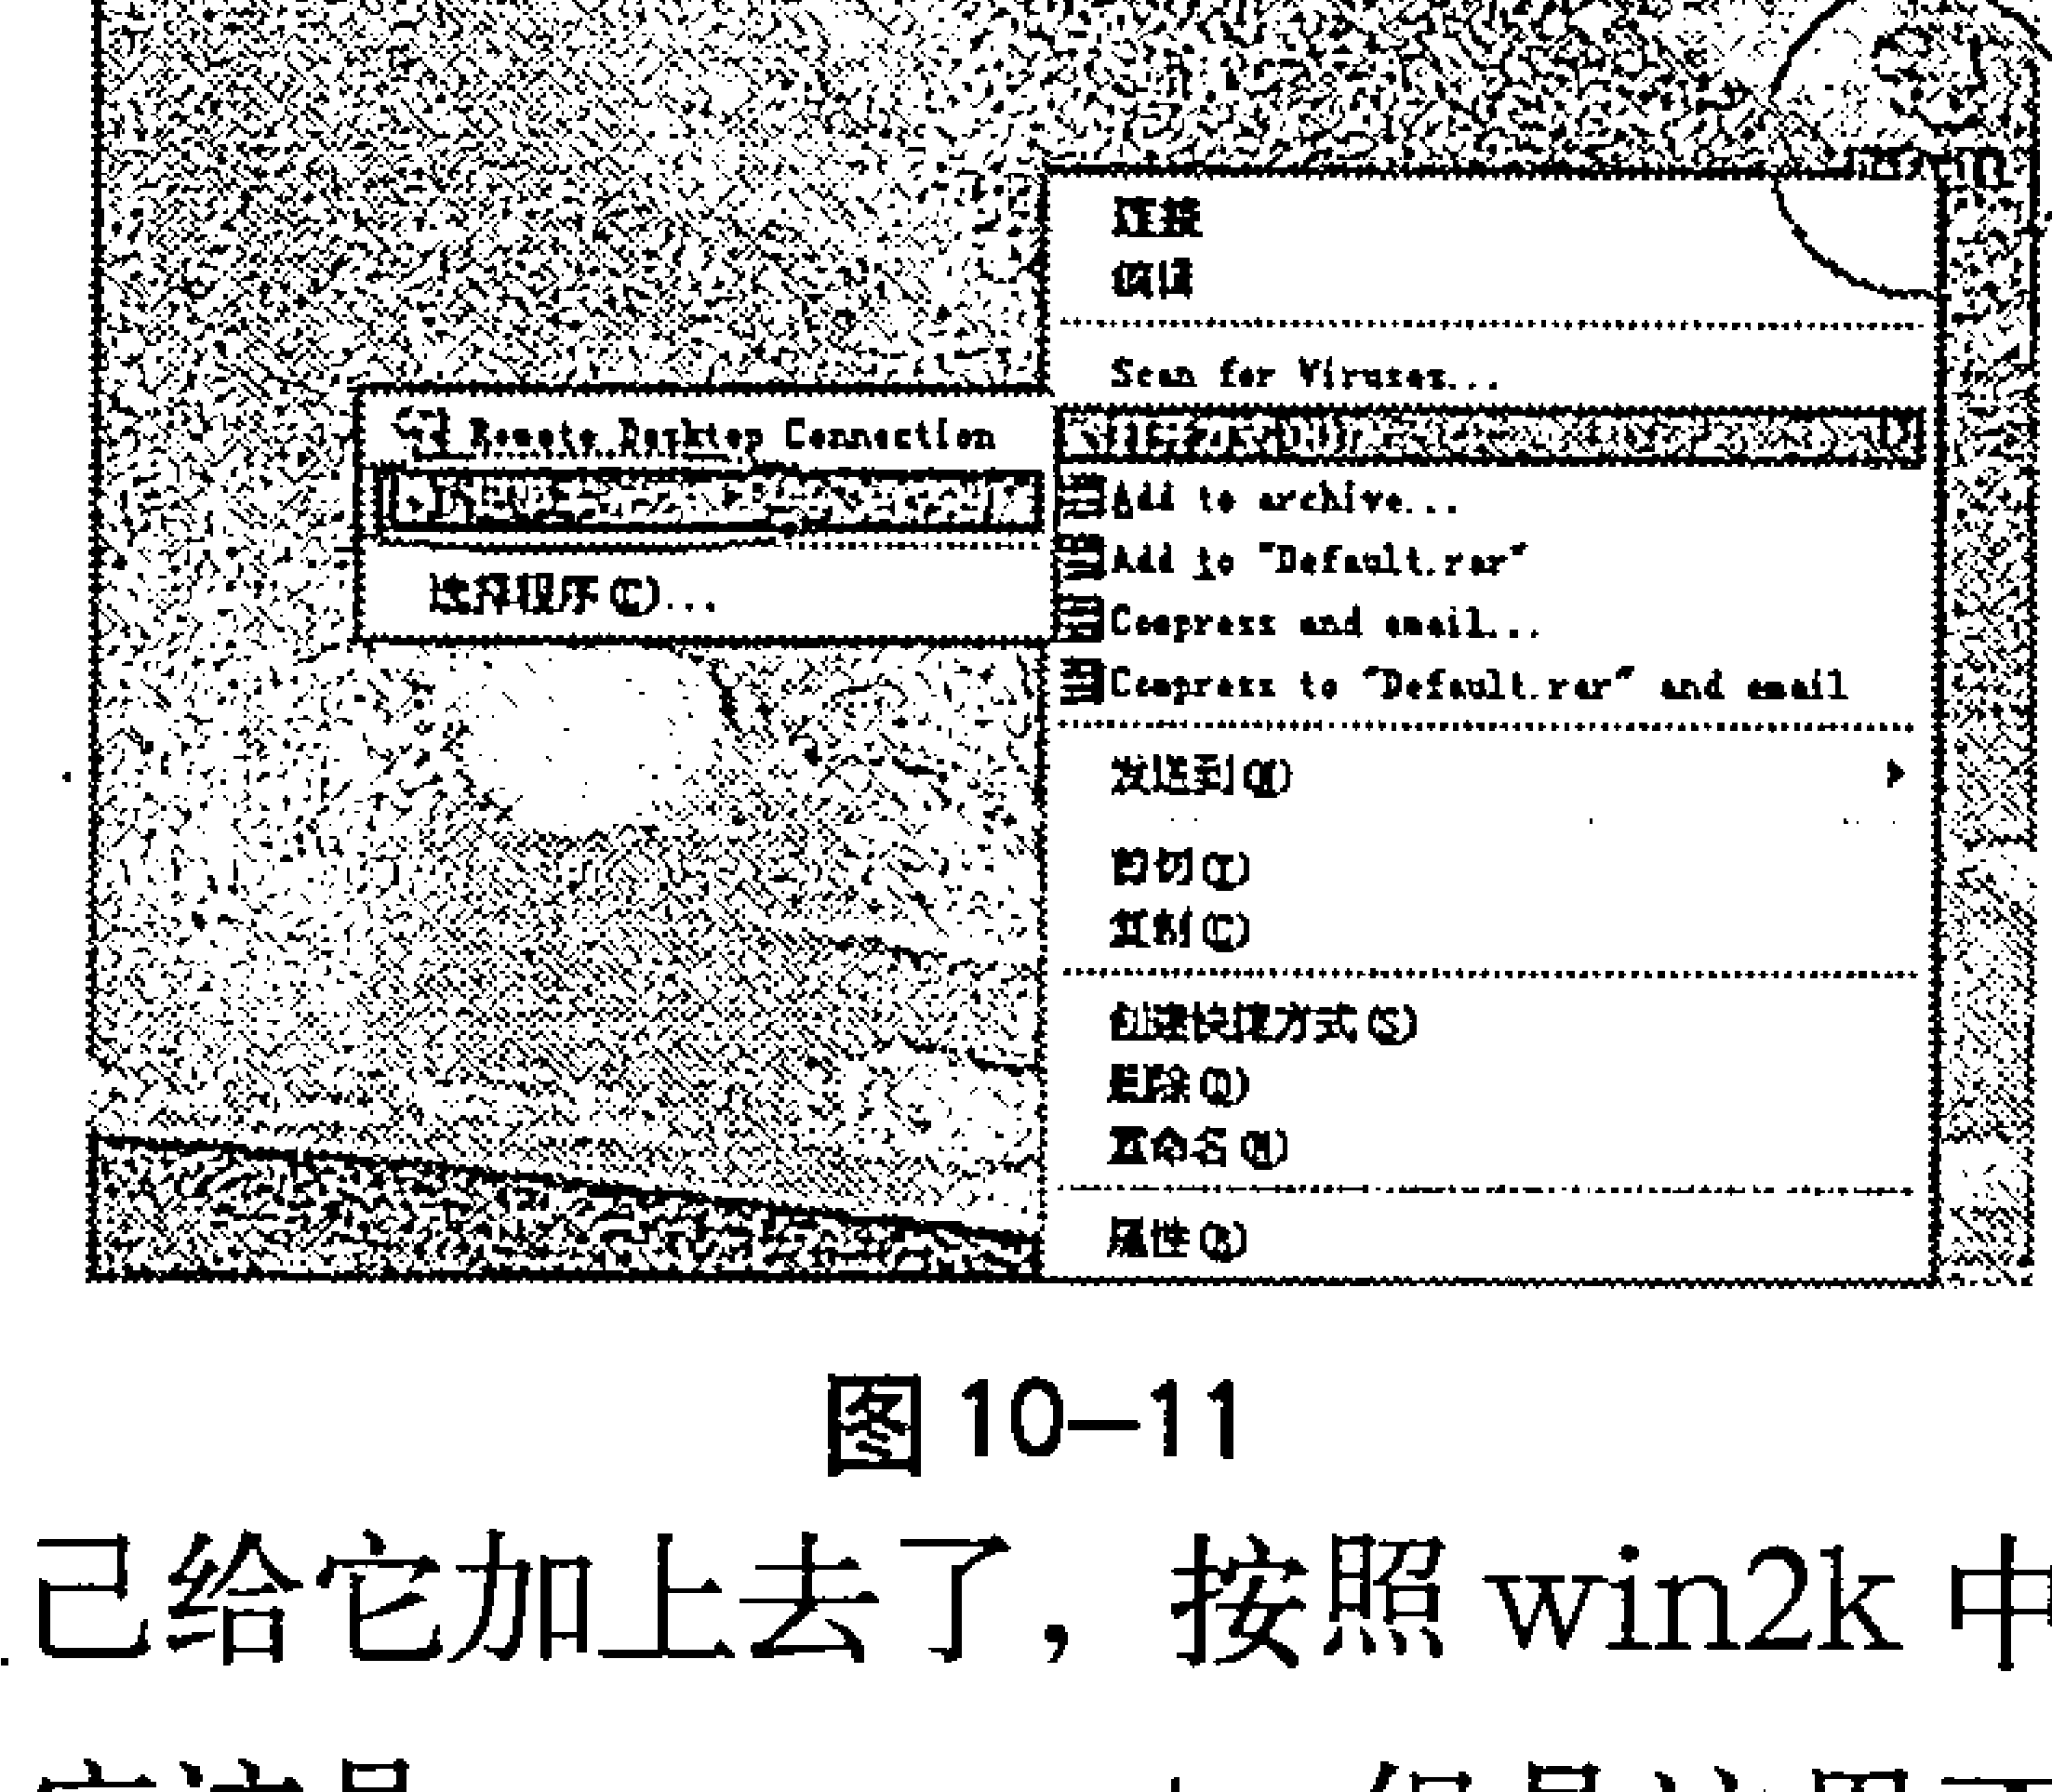 连接
编辑
Scan for Viruses...
Remote Desktop Connection
Add to archive...
Add to "Default.rar"
选择程序(C)...
Compress and email...
Compress to "Default.rar" and email
发送到(N)
剪切(T)
复制(C)
创建快捷方式(S)
删除(D)
重命名(M)
属性(R)
图 10-11
己给它加上去了，按照 win2k 中